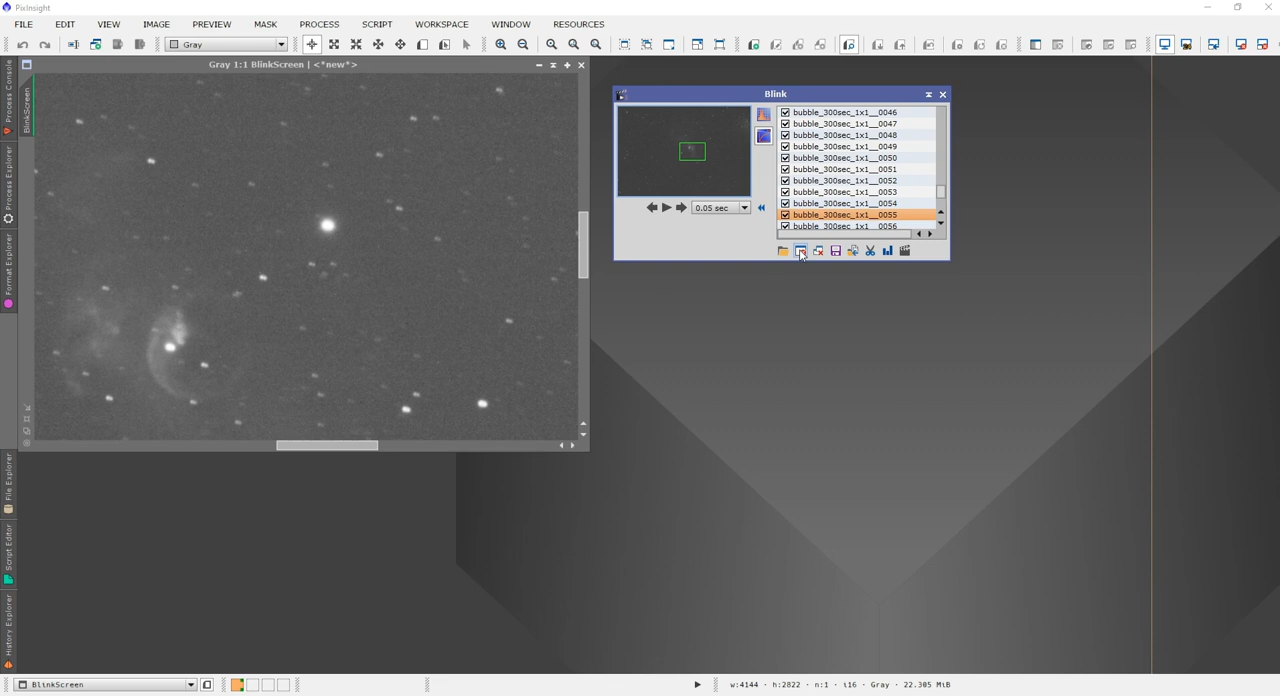 PixInsight
FILE EDIT VIEW IMAGE PREVIEW MASK PROCESS SCRIPT WORKSPACE WINDOW RESOURCES
Gray
Gray 1:1 BlinkScreen | <*new*>
BlinkScreen
Process Console
Process Explorer
Format Explorer
File Explorer
Script Editor
History Explorer
Blink
bubble_300sec_1x1__0046
bubble_300sec_1x1__0047
bubble_300sec_1x1__0048
bubble_300sec_1x1__0049
bubble_300sec_1x1__0050
bubble_300sec_1x1__0051
bubble_300sec_1x1__0052
bubble_300sec_1x1__0053
bubble_300sec_1x1__0054
bubble_300sec_1x1__0055
bubble_300sec_1x1__0056
0.05 sec
BlinkScreen
w:4144 · h:2822 · n:1 · i16 · Gray · 22.305 MiB